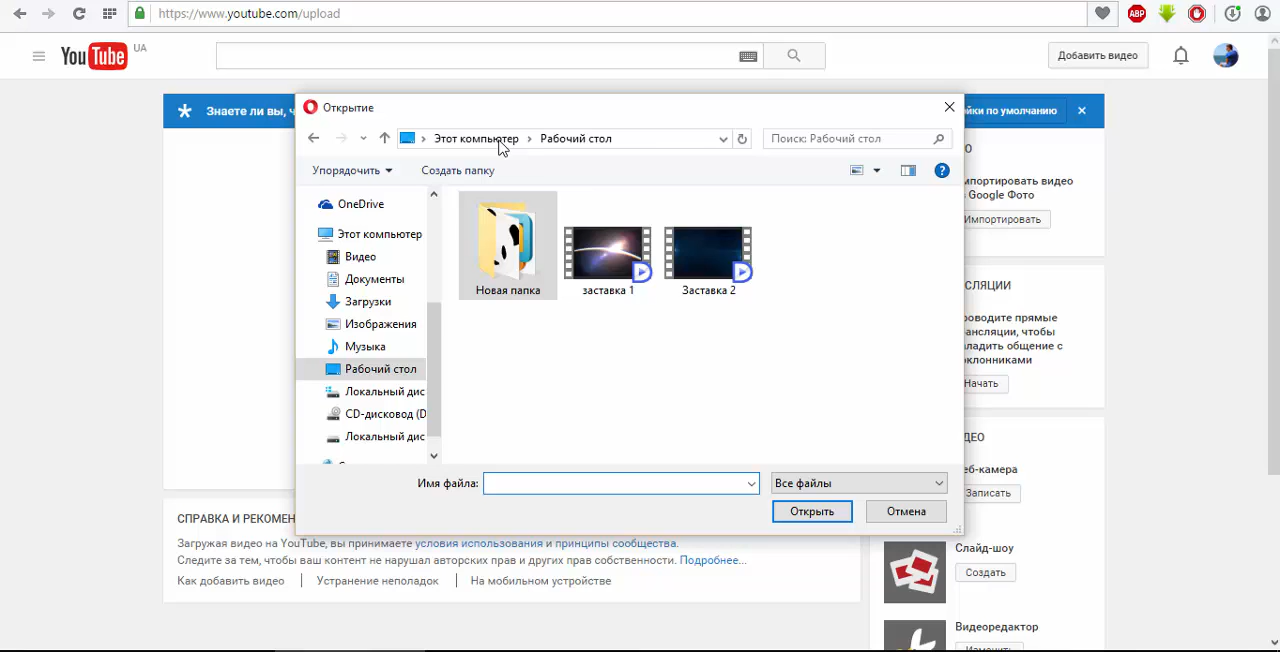 https://www.youtube.com/upload
ABP
YouTube UA
Добавить видео
Знаете ли вы, ч
йки по умолчанию
Открытие
Этот компьютер
Рабочий стол
Поиск: Рабочий стол
Упорядочить
Создать папку
OneDrive
Этот компьютер
Видео
Документы
Загрузки
Изображения
Музыка
Рабочий стол
Локальный дис
CD-дисковод (D
Локальный дис
Новая папка
заставка 1
Заставка 2
Имя файла:
Все файлы
Открыть
Отмена
О
мпортировать видео
з Google Фото
Импортировать
СЛЯЦИИ
роводите прямые
рансляции, чтобы
аладить общение с
оклонниками
Начать
ДЕО
еб-камера
Записать
Слайд-шоу
Создать
Видеоредактор
Изменить
СПРАВКА И РЕКОМЕН
Загружая видео на YouTube, вы принимаете условия использования и принципы сообщества.
Следите за тем, чтобы ваш контент не нарушал авторских прав и других прав собственности. Подробнее...
Как добавить видео
Устранение неполадок
На мобильном устройстве